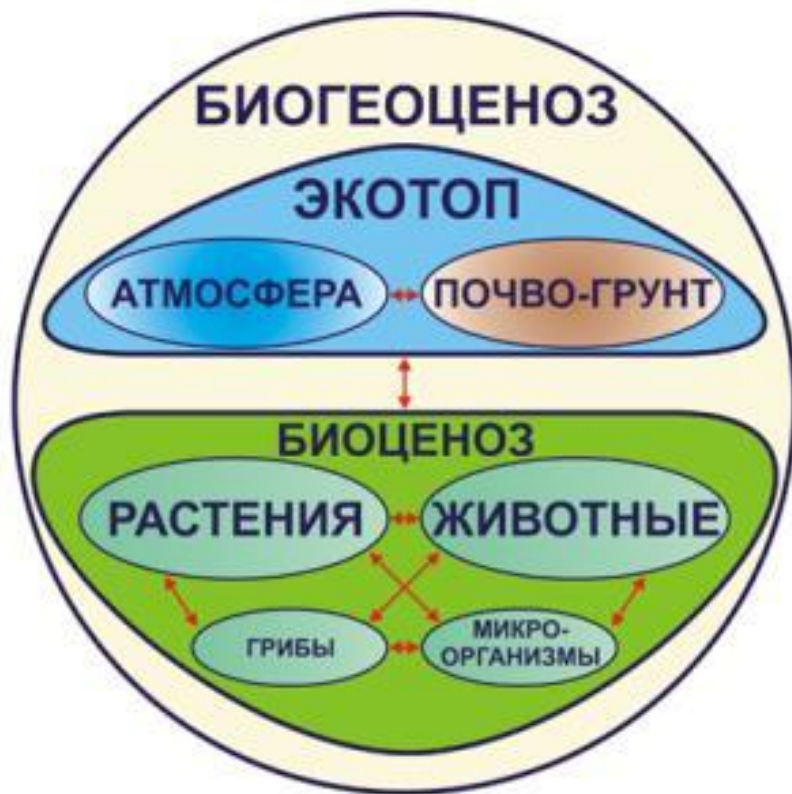 БИОГЕОЦЕНОЗ
ЭКОТОП
АТМОСФЕРА
ПОЧВО-ГРУНТ
БИОЦЕНОЗ
РАСТЕНИЯ
ЖИВОТНЫЕ
ГРИБЫ
МИКРО-
ОРГАНИЗМЫ